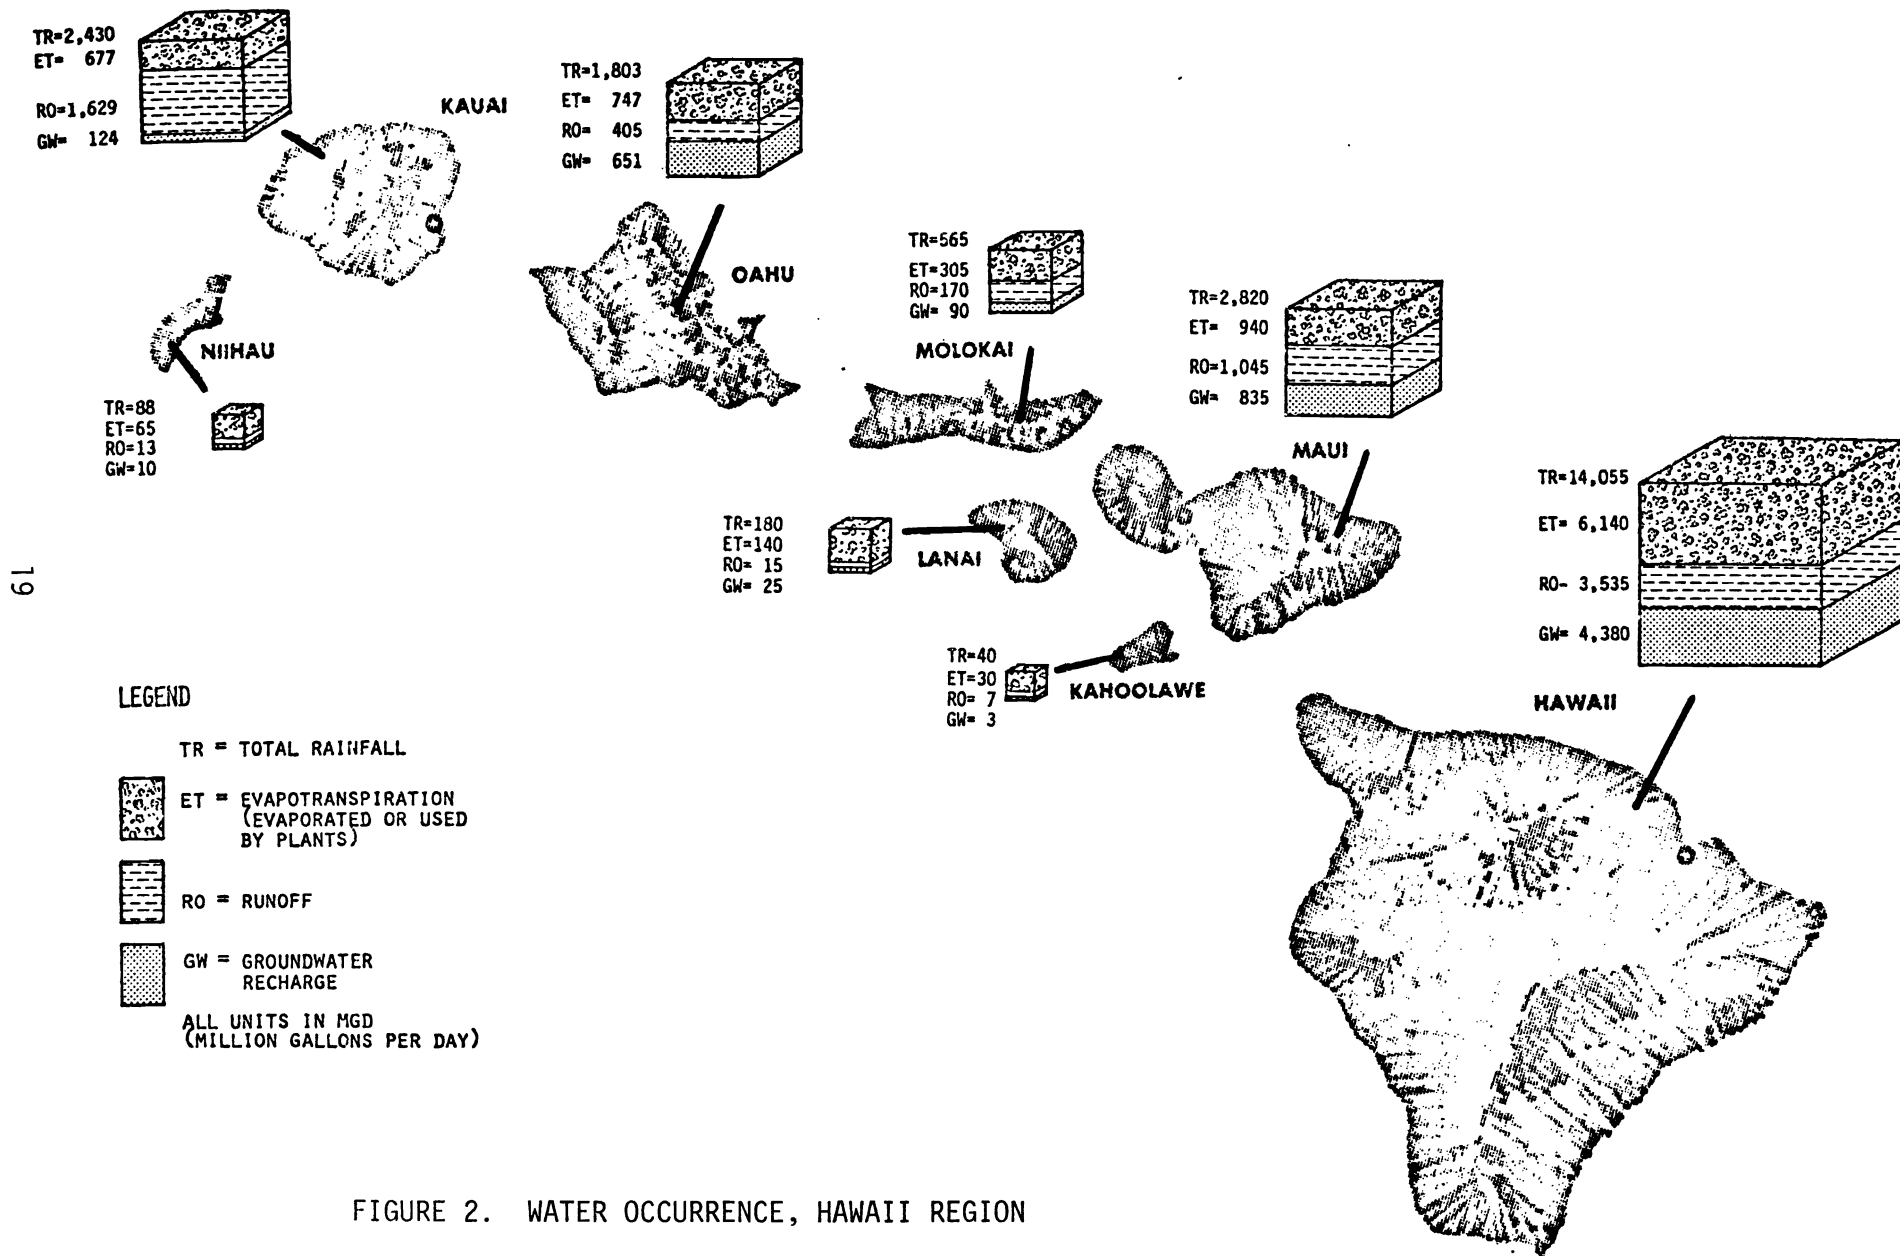 TR=2,430
ET= 677
RO=1,629
GW= 124
KAUAI
TR=1,803
ET= 747
RO= 405
GW= 651
OAHU
NIIHAU
TR=88
ET=65
RO=13
GW=10
TR=565
ET=305
RO=170
GW= 90
MOLOKAI
TR=2,820
ET= 940
RO=1,045
GW= 835
MAUI
TR=180
ET=140
RO= 15
GW= 25
LANAI
TR=14,055
ET= 6,140
RO- 3,535
GW= 4,380
HAWAII
TR=40
ET=30
RO= 7
GW= 3
KAHOOLAWE
19
LEGEND
TR = TOTAL RAINFALL
ET = EVAPOTRANSPIRATION
(EVAPORATED OR USED
BY PLANTS)
RO = RUNOFF
GW = GROUNDWATER
RECHARGE
ALL UNITS IN MGD
(MILLION GALLONS PER DAY)
FIGURE 2. WATER OCCURRENCE, HAWAII REGION